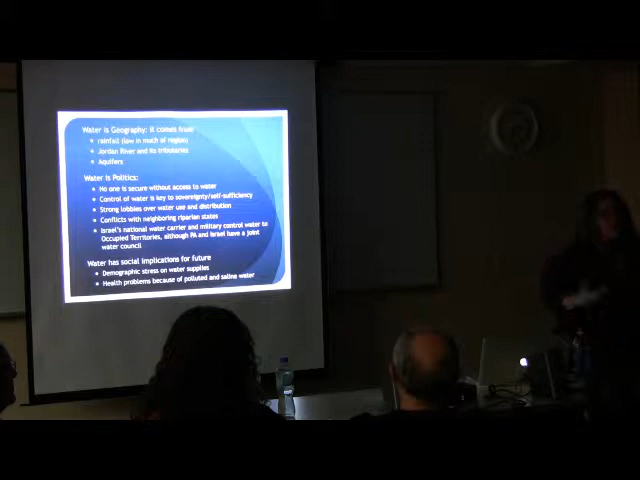 Water is Geography: it comes from
• rainfall (low in much of region)
• Jordan River and its tributaries
• Aquifers
Water is Politics:
• No one is secure without access to water
• Control of water is key to sovereignty/self-sufficiency
• Strong lobbies over water use and distribution
• Conflicts with neighboring riparian states
• Israel's national water carrier and military control water to
Occupied Territories, although PA and Israel have a joint
water council
Water has social implications for future
• Demographic stress on water supplies
• Health problems because of polluted and saline water